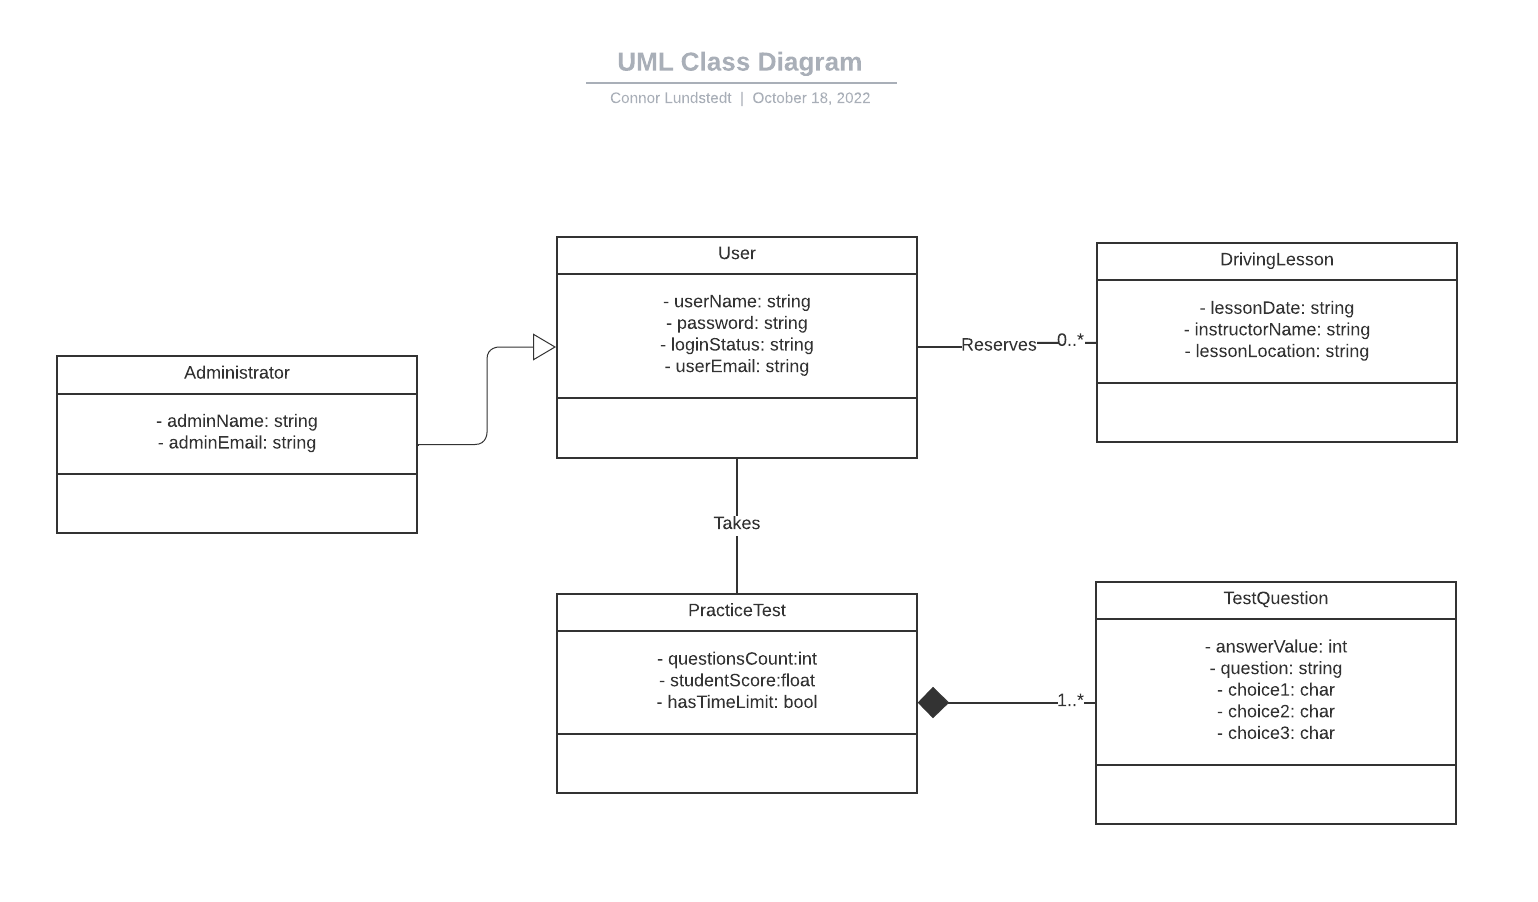 UML Class Diagram
Connor Lundstedt | October 18, 2022
User
- userName: string
- password: string
- loginStatus: string
- userEmail: string
Reserves
0..*
DrivingLesson
- lessonDate: string
- instructorName: string
- lessonLocation: string
Administrator
- adminName: string
- adminEmail: string
Takes
PracticeTest
- questionsCount:int
- studentScore:float
- hasTimeLimit: bool
1..*
TestQuestion
- answerValue: int
- question: string
- choice1: char
- choice2: char
- choice3: char